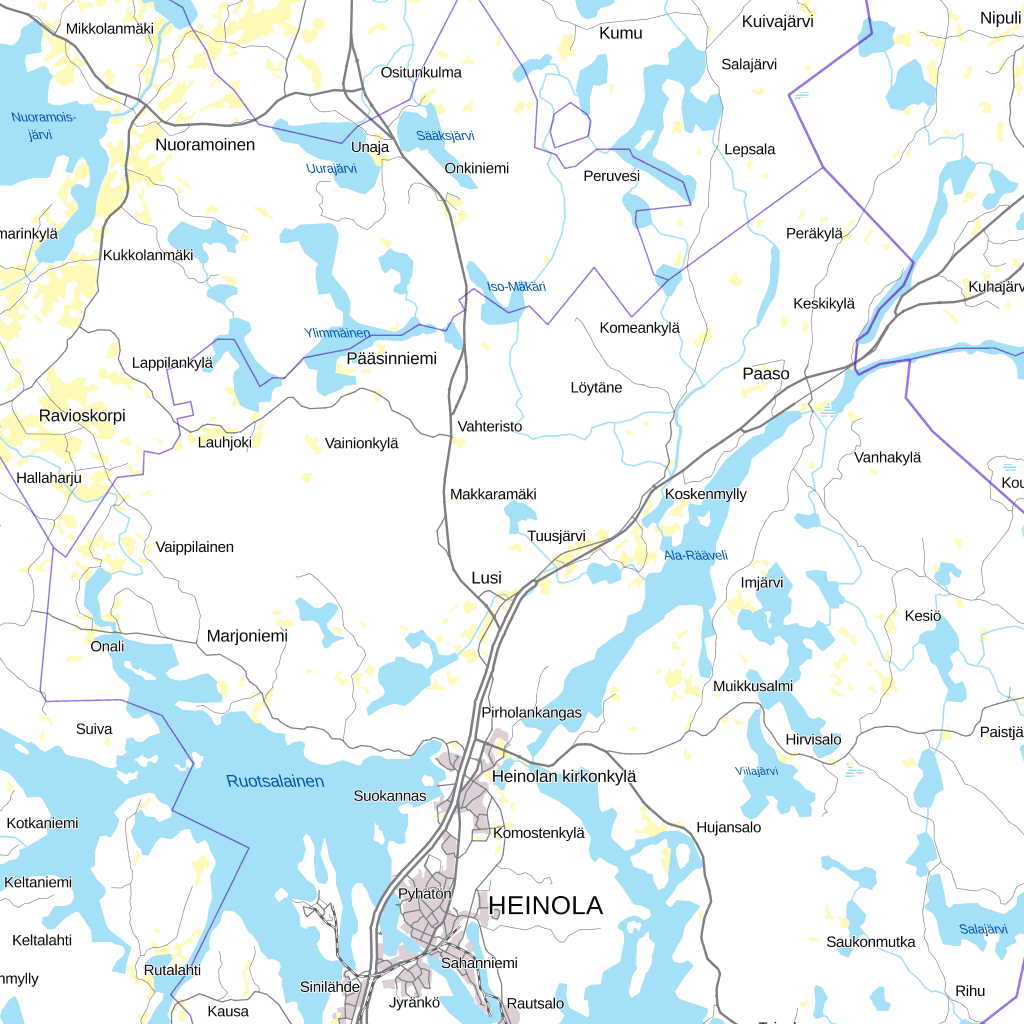 Mikkolanmäki
Kumu
Kuivajärvi
Nipuli
Ositunkulma
Salajärvi
Nuoramois-
järvi
Sääksjärvi
Nuoramoinen
Unaja
Lepsala
Uurajärvi
Onkiniemi
Peruvesi
marinkylä
Peräkylä
Kukkolanmäki
Iso-Mäkäri
Kuhajärv
Keskikylä
Ylimmäinen
Komeankylä
Lappilankylä
Pääsinniemi
Paaso
Löytäne
Ravioskorpi
Vahteristo
Lauhjoki
Vainionkylä
Vanhakylä
Hallaharju
Kou
Makkaramäki
Koskenmylly
Tuusjärvi
Vaippilainen
Ala-Rääveli
Lusi
Imjärvi
Kesiö
Marjoniemi
Onali
Muikkusalmi
Pirholankangas
Suiva
Hirvisalo
Paistjä
Ruotsalainen
Heinolan kirkonkylä
Viilajärvi
Suokannas
Kotkaniemi
Komostenkylä
Hujansalo
Keltaniemi
Pyhätön
HEINOLA
Salajärvi
Keltalahti
Saukonmutka
Sahanniemi
Rutalahti
mmylly
Sinilähde
Rihu
Jyränkö
Rautsalo
Kausa